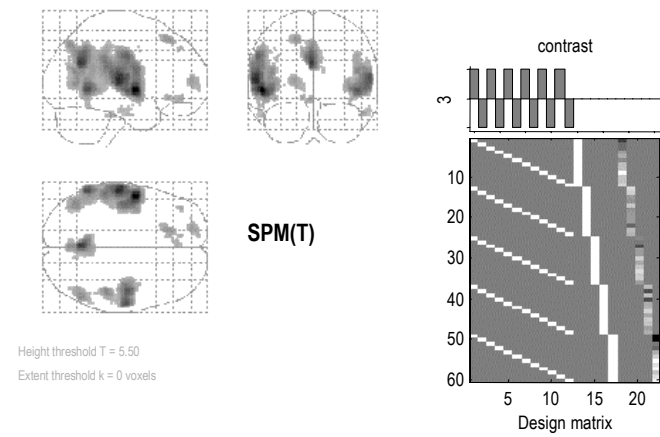 contrast
3
SPM(T)
Height threshold T = 5.50
Extent threshold k = 0 voxels
10
20
30
40
50
60
5 10 15 20
Design matrix